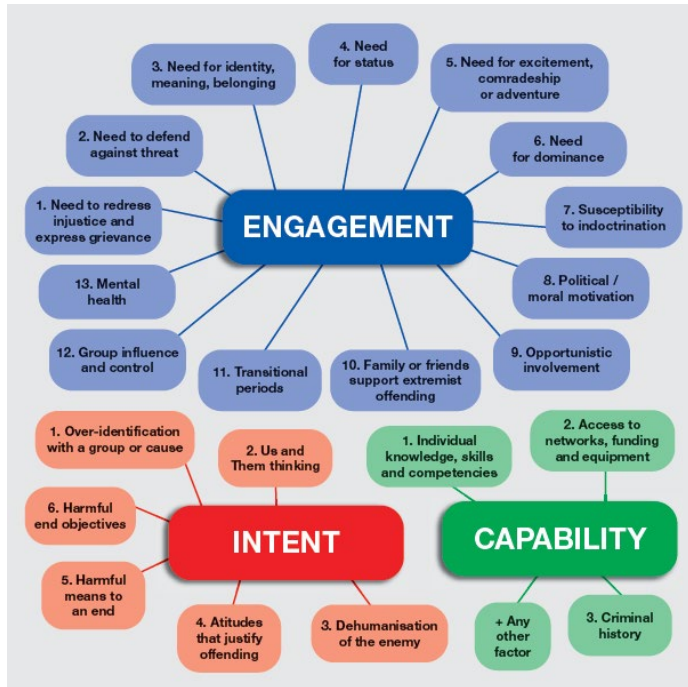 4. Need
for status
3. Need for identity,
meaning, belonging
5. Need for excitement,
comradeship
or adventure
2. Need to defend
against threat
6. Need
for dominance
1. Need to redress
injustice and
express grievance
ENGAGEMENT
7. Susceptibility
to indoctrination
13. Mental
health
8. Political /
moral motivation
12. Group influence
and control
11. Transitional
periods
10. Family or friends
support extremist
offending
9. Opportunistic
involvement
1. Over-identification
with a group or cause
2. Us and
Them thinking
6. Harmful
end objectives
INTENT
5. Harmful
means to
an end
4. Atitudes
that justify
offending
3. Dehumanisation
of the enemy
1. Individual
knowledge, skills
and competencies
2. Access to
networks, funding
and equipment
CAPABILITY
+ Any
other
factor
3. Criminal
history